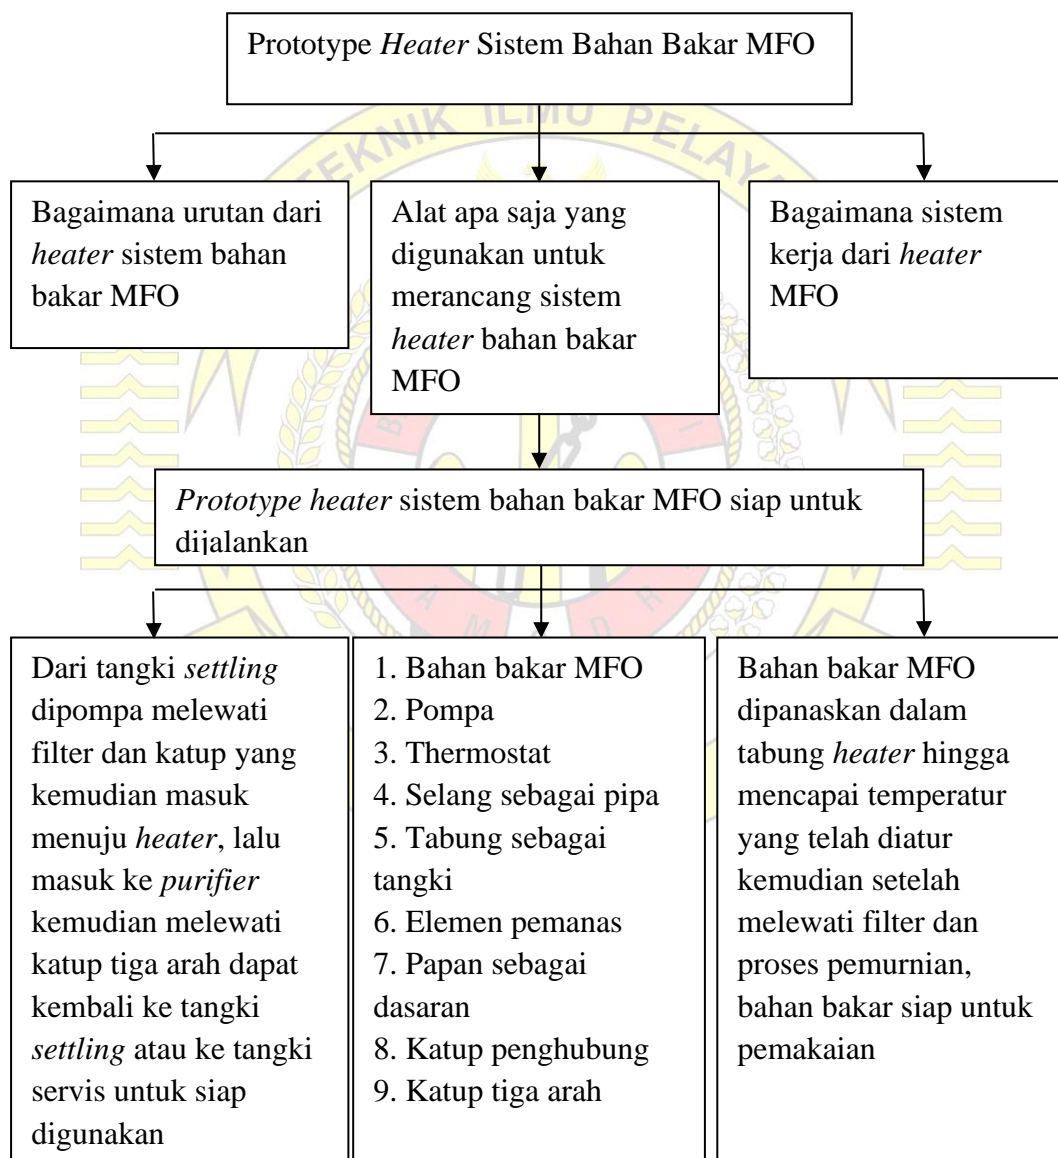 Prototype Heater Sistem Bahan Bakar MFO
TEKNIK ILMU PELAYA
Bagaimana urutan dari
heater sistem bahan
bakar MFO
Alat apa saja yang
digunakan untuk
merancang sistem
heater bahan bakar
MFO
Bagaimana sistem
kerja dari heater
MFO
Prototype heater sistem bahan bakar MFO siap untuk
dijalankan
Dari tangki settling
dipompa melewati
filter dan katup yang
kemudian masuk
menuju heater, lalu
masuk ke purifier
kemudian melewati
katup tiga arah dapat
kembali ke tangki
settling atau ke tangki
servis untuk siap
digunakan
1. Bahan bakar MFO
2. Pompa
3. Thermostat
4. Selang sebagai pipa
5. Tabung sebagai
tangki
6. Elemen pemanas
7. Papan sebagai
dasaran
8. Katup penghubung
9. Katup tiga arah
Bahan bakar MFO
dipanaskan dalam
tabung heater hingga
mencapai temperatur
yang telah diatur
kemudian setelah
melewati filter dan
proses pemurnian,
bahan bakar siap untuk
pemakaian